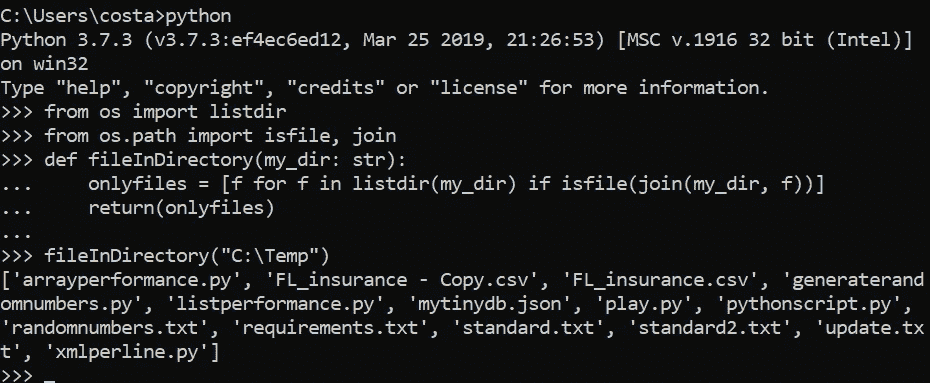 C:\Users\costa>python
Python 3.7.3 (v3.7.3:ef4ec6ed12, Mar 25 2019, 21:26:53) [MSC v.1916 32 bit (Intel)]
on win32
Type "help", "copyright", "credits" or "license" for more information.
>>> from os import listdir
>>> from os.path import isfile, join
>>> def fileInDirectory(my_dir: str):
...     onlyfiles = [f for f in listdir(my_dir) if isfile(join(my_dir, f))]
...     return(onlyfiles)
...
>>> fileInDirectory("C:\Temp")
['arrayperformance.py', 'FL_insurance - Copy.csv', 'FL_insurance.csv', 'generaterand
omnumbers.py', 'listperformance.py', 'mytinydb.json', 'play.py', 'pythonscript.py',
'randomnumbers.txt', 'requirements.txt', 'standard.txt', 'standard2.txt', 'update.tx
t', 'xmlperline.py']
>>> _